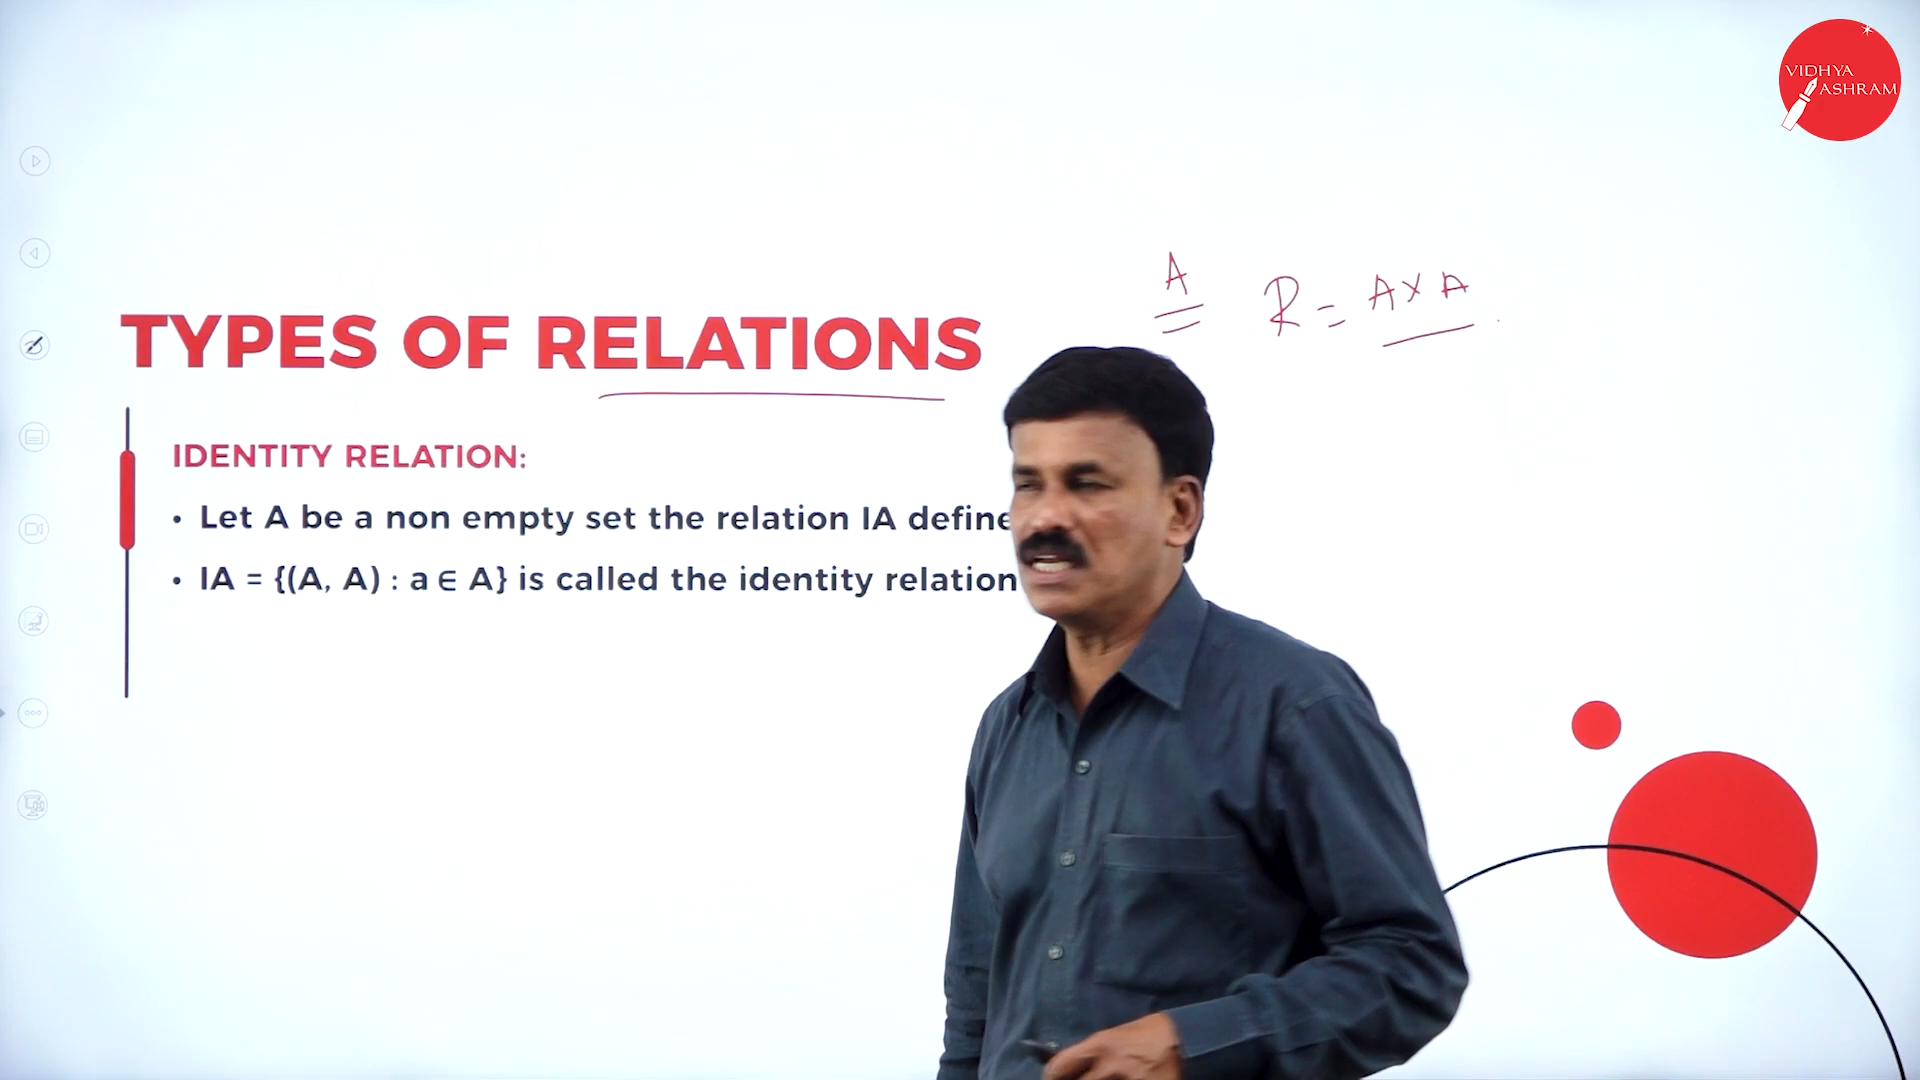 VIDHYA
ASHRAM
A R = A × A
TYPES OF RELATIONS
IDENTITY RELATION:
• Let A be a non empty set the relation IA define
• IA = {(A, A) : a ∈ A} is called the identity relation